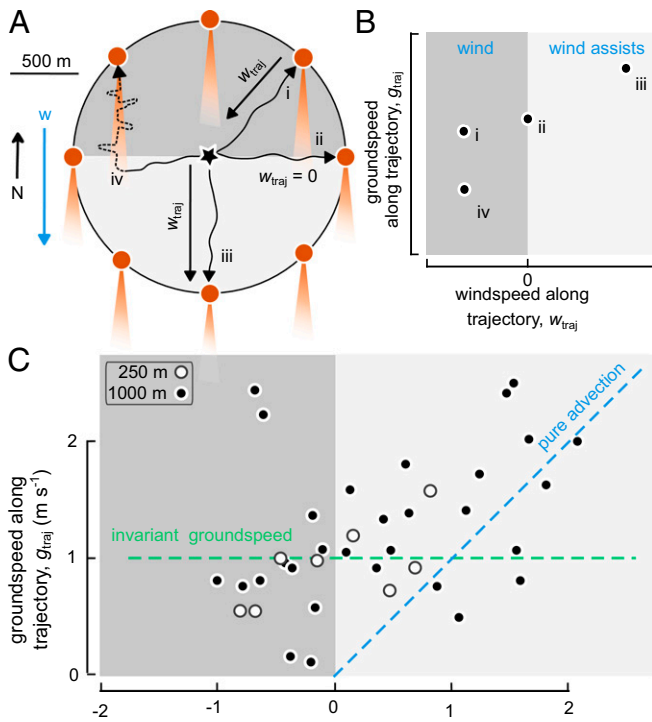 A
500 m
w
N
w_traj
i
ii
w_traj = 0
iv
w_traj
iii
B
wind
wind assists
iii
ii
i
iv
groundspeed
along trajectory, g_traj
0
windspeed along
trajectory, w_traj
C
250 m
1000 m
pure advection
invariant groundspeed
groundspeed along
trajectory, g_traj (m s⁻¹)
2
1
0
-2
-1
0
1
2